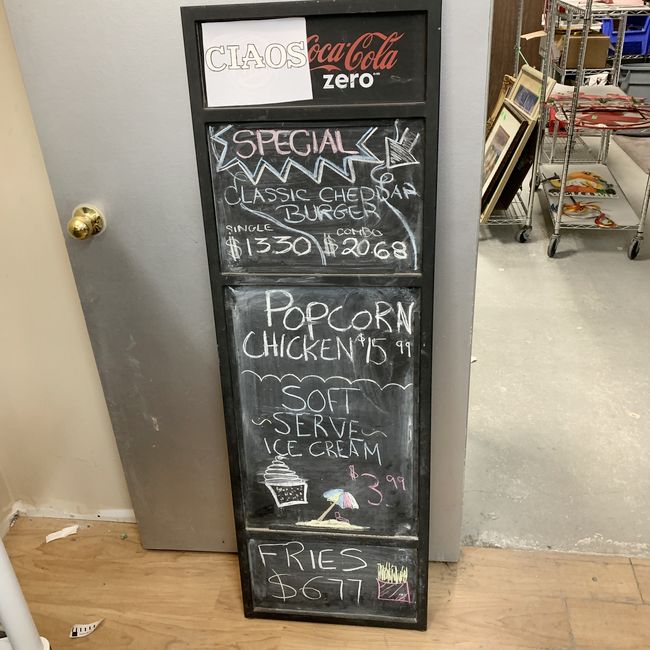 CIAOS
Coca-Cola
zero
SPECIAL
CLASSIC CHEDDAR
BURGER
SINGLE COMBO
$13.30 $20.68
POPCORN
CHICKEN $15.99
SOFT
~SERVE~
ICE CREAM
$3.99
FRIES
$6.77